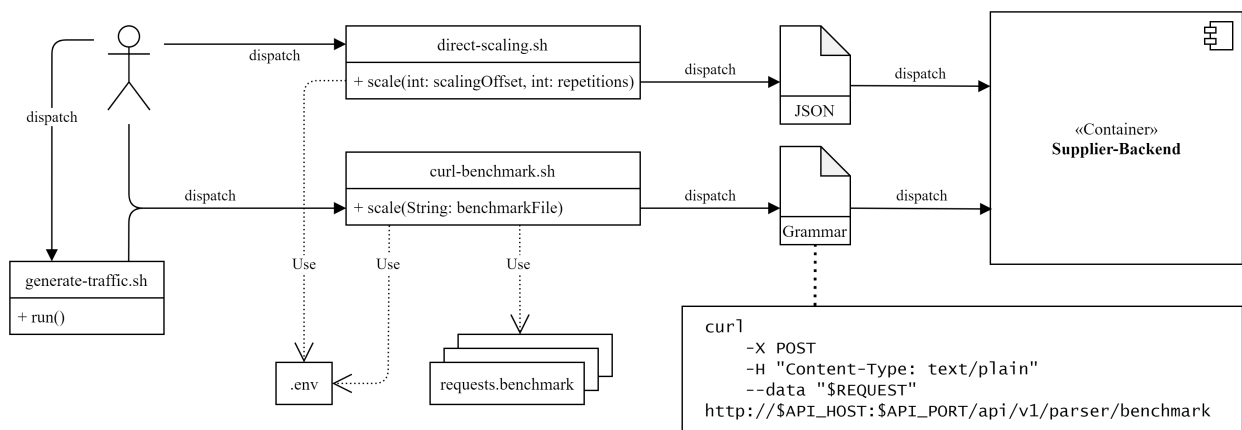 direct-scaling.sh
dispatch
+ scale(int: scalingOffset, int: repetitions)
dispatch
JSON
dispatch
dispatch
«Container»
Supplier-Backend
curl-benchmark.sh
dispatch
+ scale(String: benchmarkFile)
dispatch
Grammar
dispatch
generate-traffic.sh
+ run()
Use
Use
Use
.env
requests.benchmark
curl
-X POST
-H "Content-Type: text/plain"
--data "$REQUEST"
http://$API_HOST:$API_PORT/api/v1/parser/benchmark